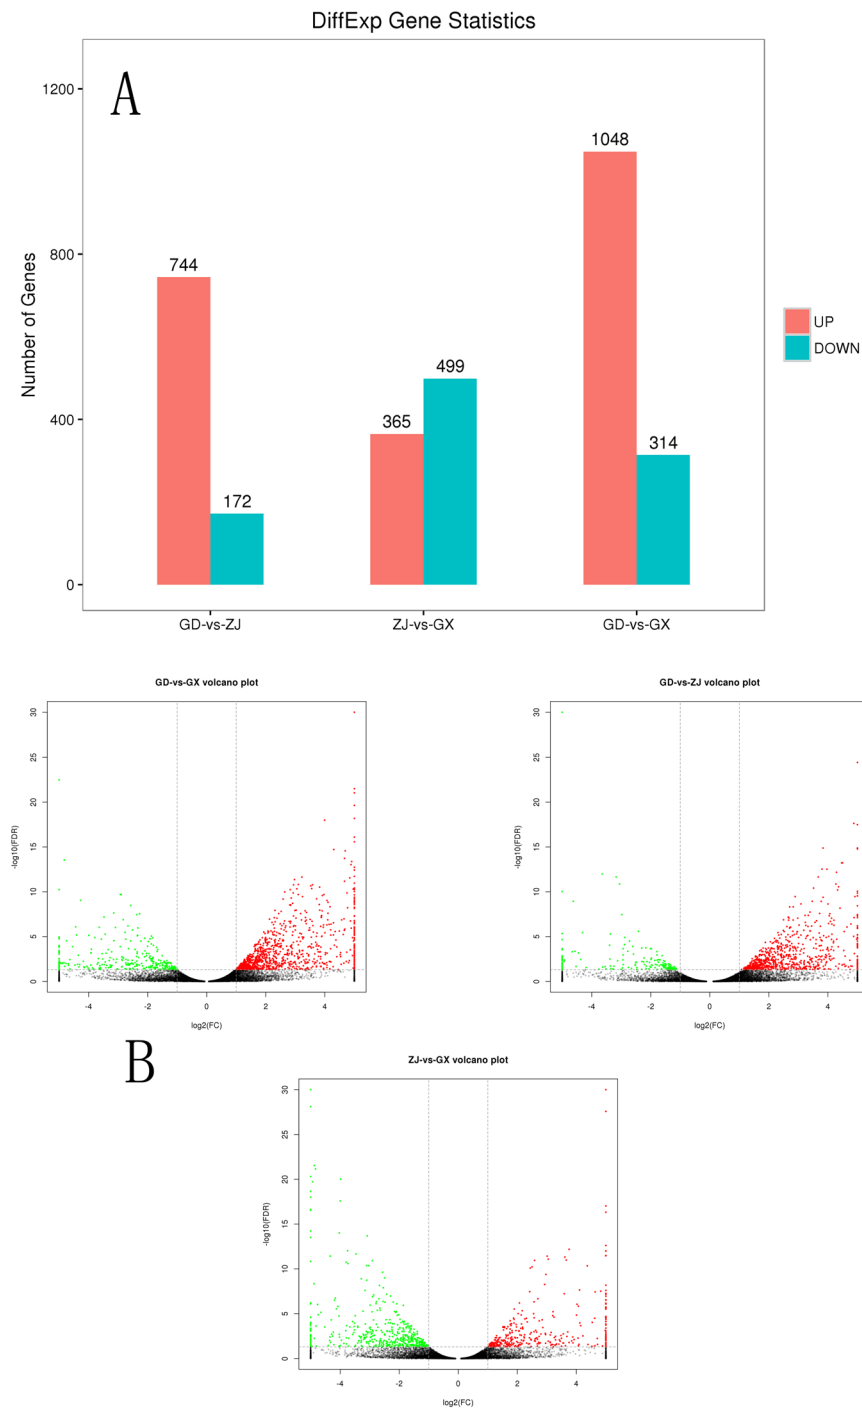 DiffExp Gene Statistics
A
1200
800
400
0
Number of Genes
744
172
365
499
1048
314
GD-vs-ZJ
ZJ-vs-GX
GD-vs-GX
UP
DOWN
GD-vs-GX volcano plot
30
25
20
15
10
5
0
-log10(FDR)
-4
-2
0
2
4
log2(FC)
GD-vs-ZJ volcano plot
30
25
20
15
10
5
0
-log10(FDR)
-4
-2
0
2
4
log2(FC)
B
ZJ-vs-GX volcano plot
30
25
20
15
10
5
0
-log10(FDR)
-4
-2
0
2
4
log2(FC)